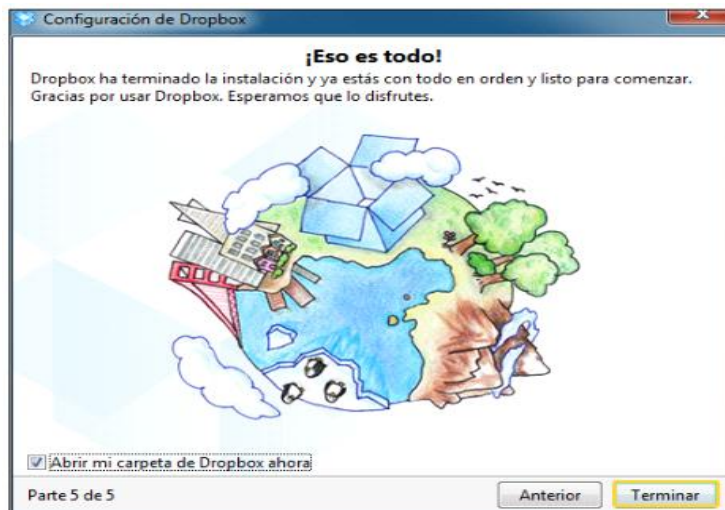 Configuración de Dropbox
¡Eso es todo!
Dropbox ha terminado la instalación y ya estás con todo en orden y listo para comenzar.
Gracias por usar Dropbox. Esperamos que lo disfrutes.
Abrir mi carpeta de Dropbox ahora
Parte 5 de 5
Anterior
Terminar